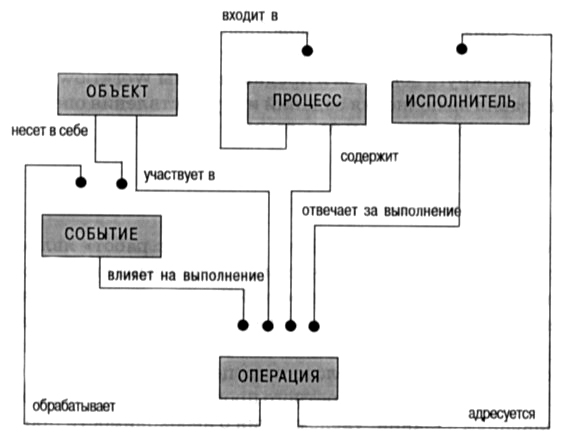 входит в
ОБЪЕКТ
ПРОЦЕСС
ИСПОЛНИТЕЛЬ
несет в себе
содержит
участвует в
отвечает за выполнение
СОБЫТИЕ
влияет на выполнение
ОПЕРАЦИЯ
обрабатывает
адресуется